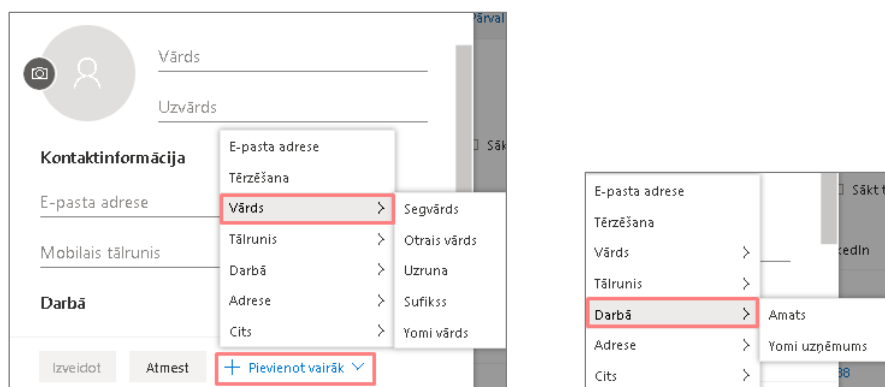 Pārval
Vārds
Uzvārds
Kontaktinformācija
E-pasta adrese
Mobilais tālrunis
Darbā
Izveidot
Atmest
+ Pievienot vairāk
E-pasta adrese
Tērzēšana
Vārds
Tālrunis
Darbā
Adrese
Cits
Segvārds
Otrais vārds
Uzruna
Sufikss
Yomi vārds
Sāk
E-pasta adrese
Tērzēšana
Vārds
Tālrunis
Darbā
Adrese
Cits
Amats
Yomi uzņēmums
Sākt t
kedIn